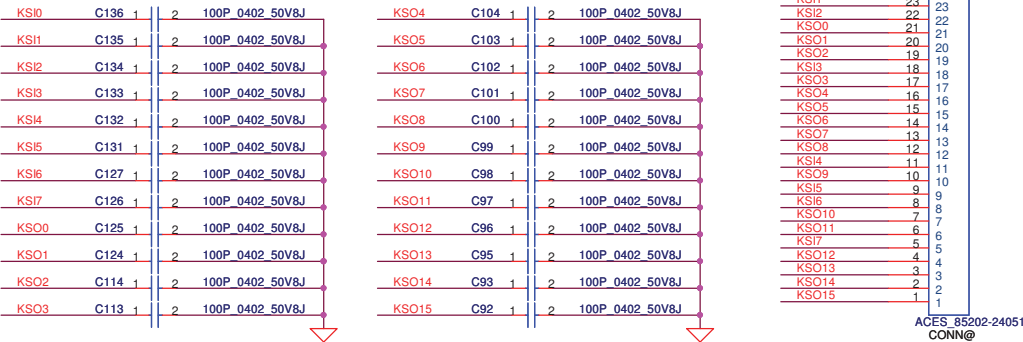 KSI0 C136 1 2 100P_0402_50V8J
KSI1 C135 1 2 100P_0402_50V8J
KSI2 C134 1 2 100P_0402_50V8J
KSI3 C133 1 2 100P_0402_50V8J
KSI4 C132 1 2 100P_0402_50V8J
KSI5 C131 1 2 100P_0402_50V8J
KSI6 C127 1 2 100P_0402_50V8J
KSI7 C126 1 2 100P_0402_50V8J
KSO0 C125 1 2 100P_0402_50V8J
KSO1 C124 1 2 100P_0402_50V8J
KSO2 C114 1 2 100P_0402_50V8J
KSO3 C113 1 2 100P_0402_50V8J
KSO4 C104 1 2 100P_0402_50V8J
KSO5 C103 1 2 100P_0402_50V8J
KSO6 C102 1 2 100P_0402_50V8J
KSO7 C101 1 2 100P_0402_50V8J
KSO8 C100 1 2 100P_0402_50V8J
KSO9 C99 1 2 100P_0402_50V8J
KSO10 C98 1 2 100P_0402_50V8J
KSO11 C97 1 2 100P_0402_50V8J
KSO12 C96 1 2 100P_0402_50V8J
KSO13 C95 1 2 100P_0402_50V8J
KSO14 C93 1 2 100P_0402_50V8J
KSO15 C92 1 2 100P_0402_50V8J
23 23
KSI2 22 22
KSO0 21 21
KSO1 20 20
KSO2 19 19
KSI3 18 18
KSO3 17 17
KSO4 16 16
KSO5 15 15
KSO6 14 14
KSO7 13 13
KSO8 12 12
KSI4 11 11
KSO9 10 10
KSI5 9 9
KSI6 8 8
KSO10 7 7
KSO11 6 6
KSI7 5 5
KSO12 4 4
KSO13 3 3
KSO14 2 2
KSO15 1 1
ACES_85202-24051
CONN@